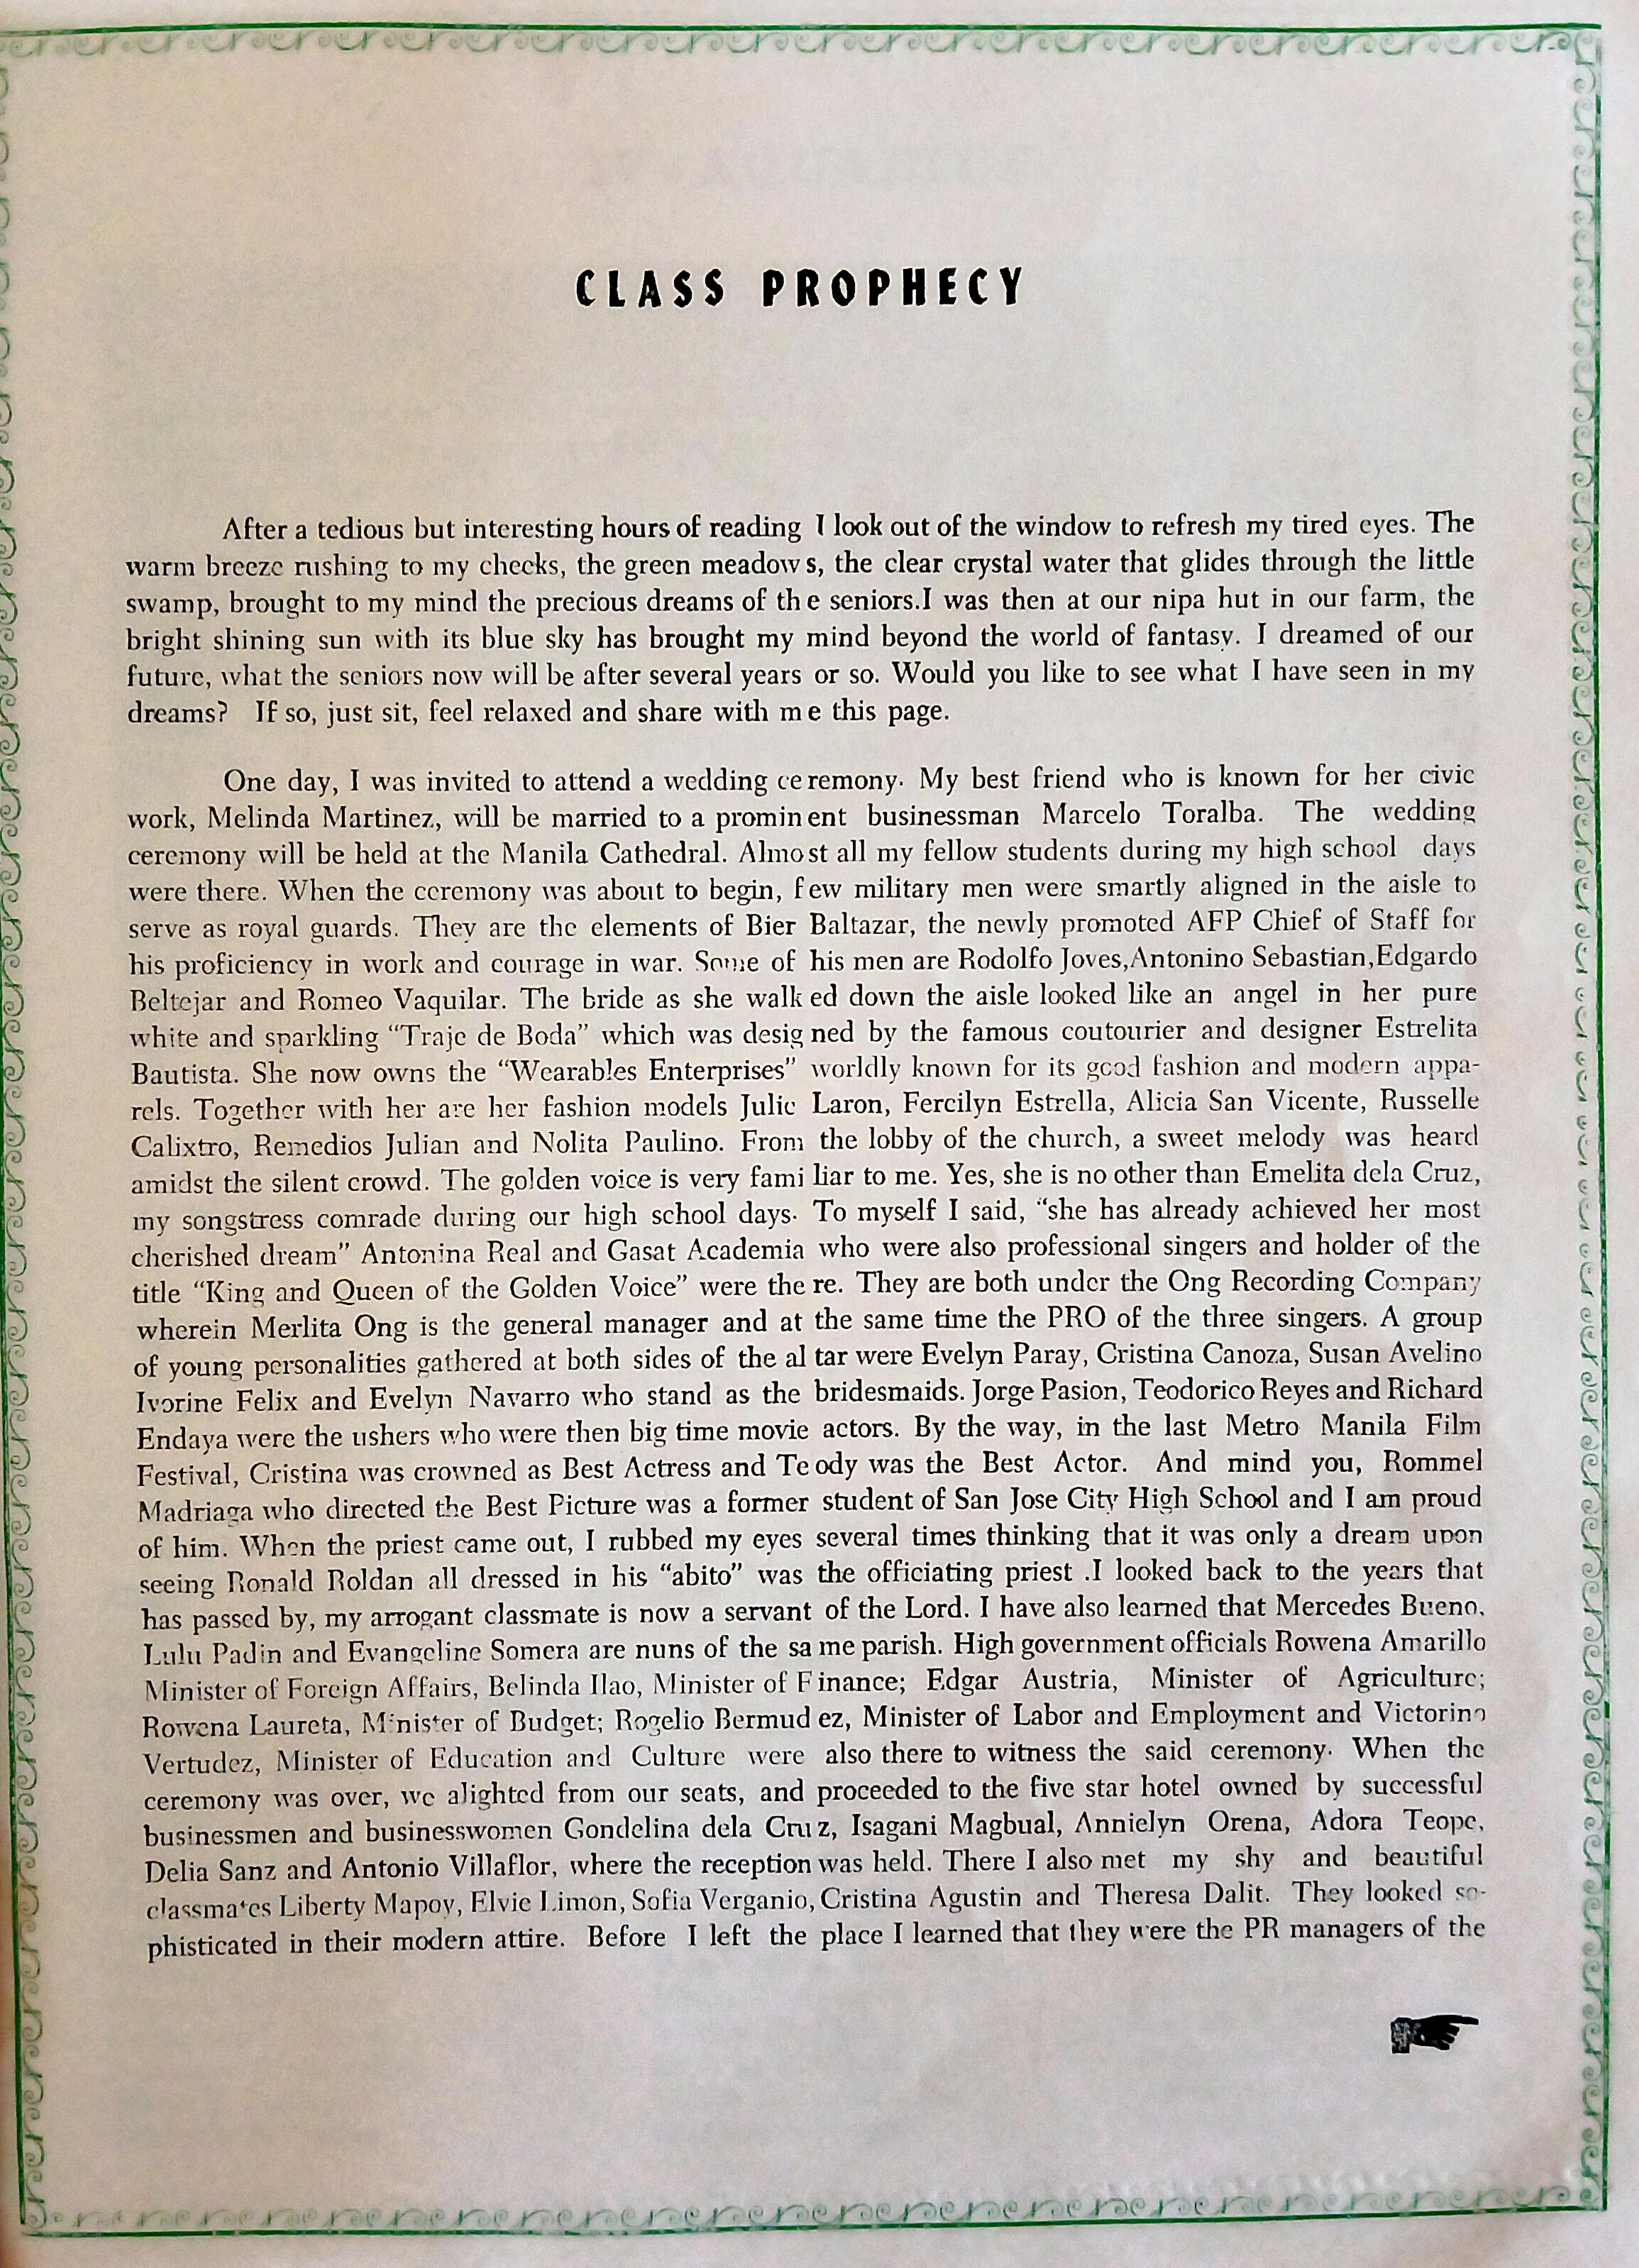 CLASS PROPHECY
After a tedious but interesting hours of reading I look out of the window to refresh my tired eyes. The
warm breeze rushing to my cheeks, the green meadows, the clear crystal water that glides through the little
swamp, brought to my mind the precious dreams of the seniors.I was then at our nipa hut in our farm, the
bright shining sun with its blue sky has brought my mind beyond the world of fantasy. I dreamed of our
future, what the seniors now will be after several years or so. Would you like to see what I have seen in my
dreams? If so, just sit, feel relaxed and share with me this page.
One day, I was invited to attend a wedding ceremony. My best friend who is known for her civic
work, Melinda Martinez, will be married to a prominent businessman Marcelo Toralba. The wedding
ceremony will be held at the Manila Cathedral. Almost all my fellow students during my high school days
were there. When the ceremony was about to begin, few military men were smartly aligned in the aisle to
serve as royal guards. They are the elements of Bier Baltazar, the newly promoted AFP Chief of Staff for
his proficiency in work and courage in war. Some of his men are Rodolfo Joves,Antonino Sebastian,Edgardo
Beltejar and Romeo Vaquilar. The bride as she walked down the aisle looked like an angel in her pure
white and sparkling “Traje de Boda” which was designed by the famous coutourier and designer Estrelita
Bautista. She now owns the “Wearables Enterprises” worldly known for its good fashion and modern appa-
rels. Together with her are her fashion models Julie Laron, Fercilyn Estrella, Alicia San Vicente, Russelle
Calixtro, Remedios Julian and Nolita Paulino. From the lobby of the church, a sweet melody was heard
amidst the silent crowd. The golden voice is very familiar to me. Yes, she is no other than Emelita dela Cruz,
my songstress comrade during our high school days. To myself I said, “she has already achieved her most
cherished dream” Antonina Real and Gasat Academia who were also professional singers and holder of the
title “King and Queen of the Golden Voice” were there. They are both under the Ong Recording Company
wherein Merlita Ong is the general manager and at the same time the PRO of the three singers. A group
of young personalities gathered at both sides of the altar were Evelyn Paray, Cristina Canoza, Susan Avelino
Ivorine Felix and Evelyn Navarro who stand as the bridesmaids. Jorge Pasion, Teodorico Reyes and Richard
Endaya were the ushers who were then big time movie actors. By the way, in the last Metro Manila Film
Festival, Cristina was crowned as Best Actress and Teody was the Best Actor. And mind you, Rommel
Madriaga who directed the Best Picture was a former student of San Jose City High School and I am proud
of him. When the priest came out, I rubbed my eyes several times thinking that it was only a dream upon
seeing Ronald Roldan all dressed in his “abito” was the officiating priest .I looked back to the years that
has passed by, my arrogant classmate is now a servant of the Lord. I have also learned that Mercedes Bueno,
Lulu Padin and Evangeline Somera are nuns of the same parish. High government officials Rowena Amarillo
Minister of Foreign Affairs, Belinda Ilao, Minister of Finance; Edgar Austria, Minister of Agriculture;
Rowena Laureta, Minister of Budget; Rogelio Bermudez, Minister of Labor and Employment and Victorino
Vertudez, Minister of Education and Culture were also there to witness the said ceremony. When the
ceremony was over, we alighted from our seats, and proceeded to the five star hotel owned by successful
businessmen and businesswomen Gondelina dela Cruz, Isagani Magbual, Annielyn Orena, Adora Teope,
Delia Sanz and Antonio Villaflor, where the reception was held. There I also met my shy and beautiful
classmates Liberty Mapoy, Elvie Limon, Sofia Verganio, Cristina Agustin and Theresa Dalit. They looked so-
phisticated in their modern attire. Before I left the place I learned that they were the PR managers of the